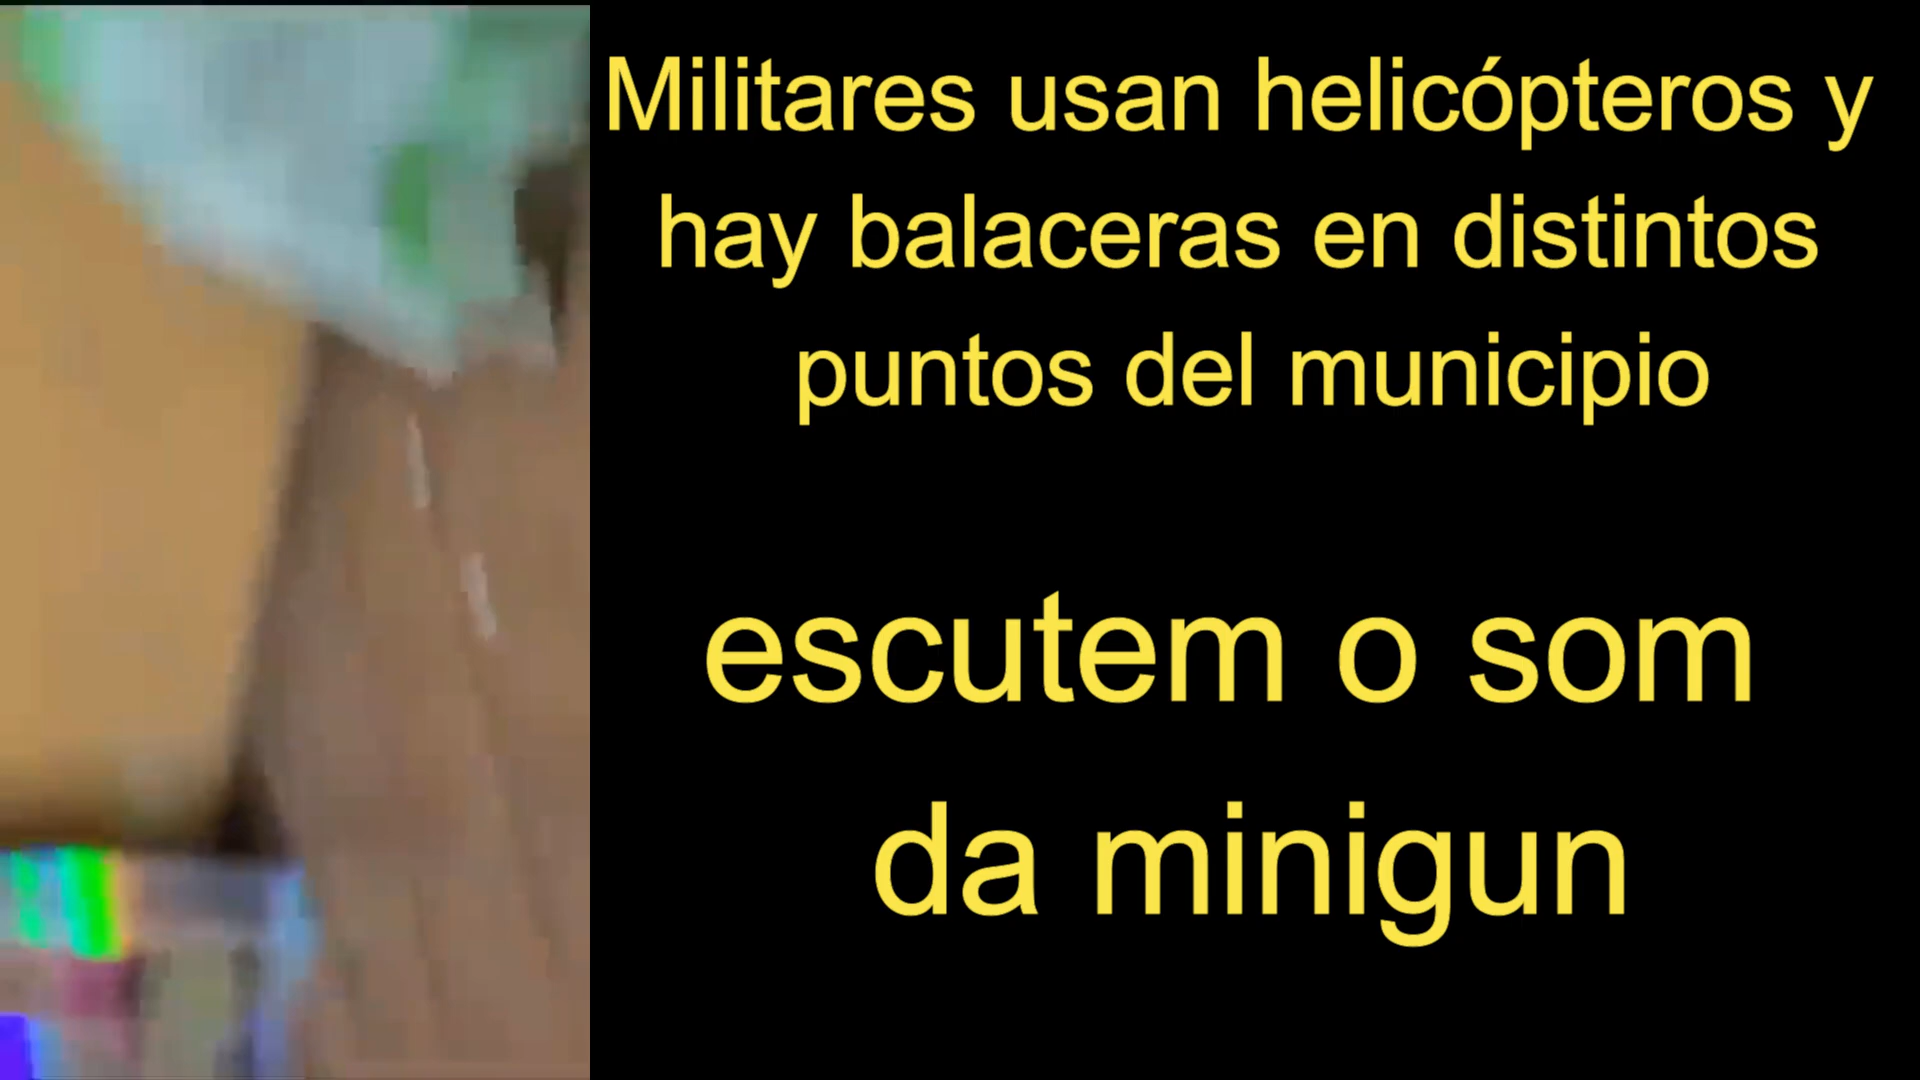 Militares usan helicópteros y
hay balaceras en distintos
puntos del municipio
escutem o som
da minigun